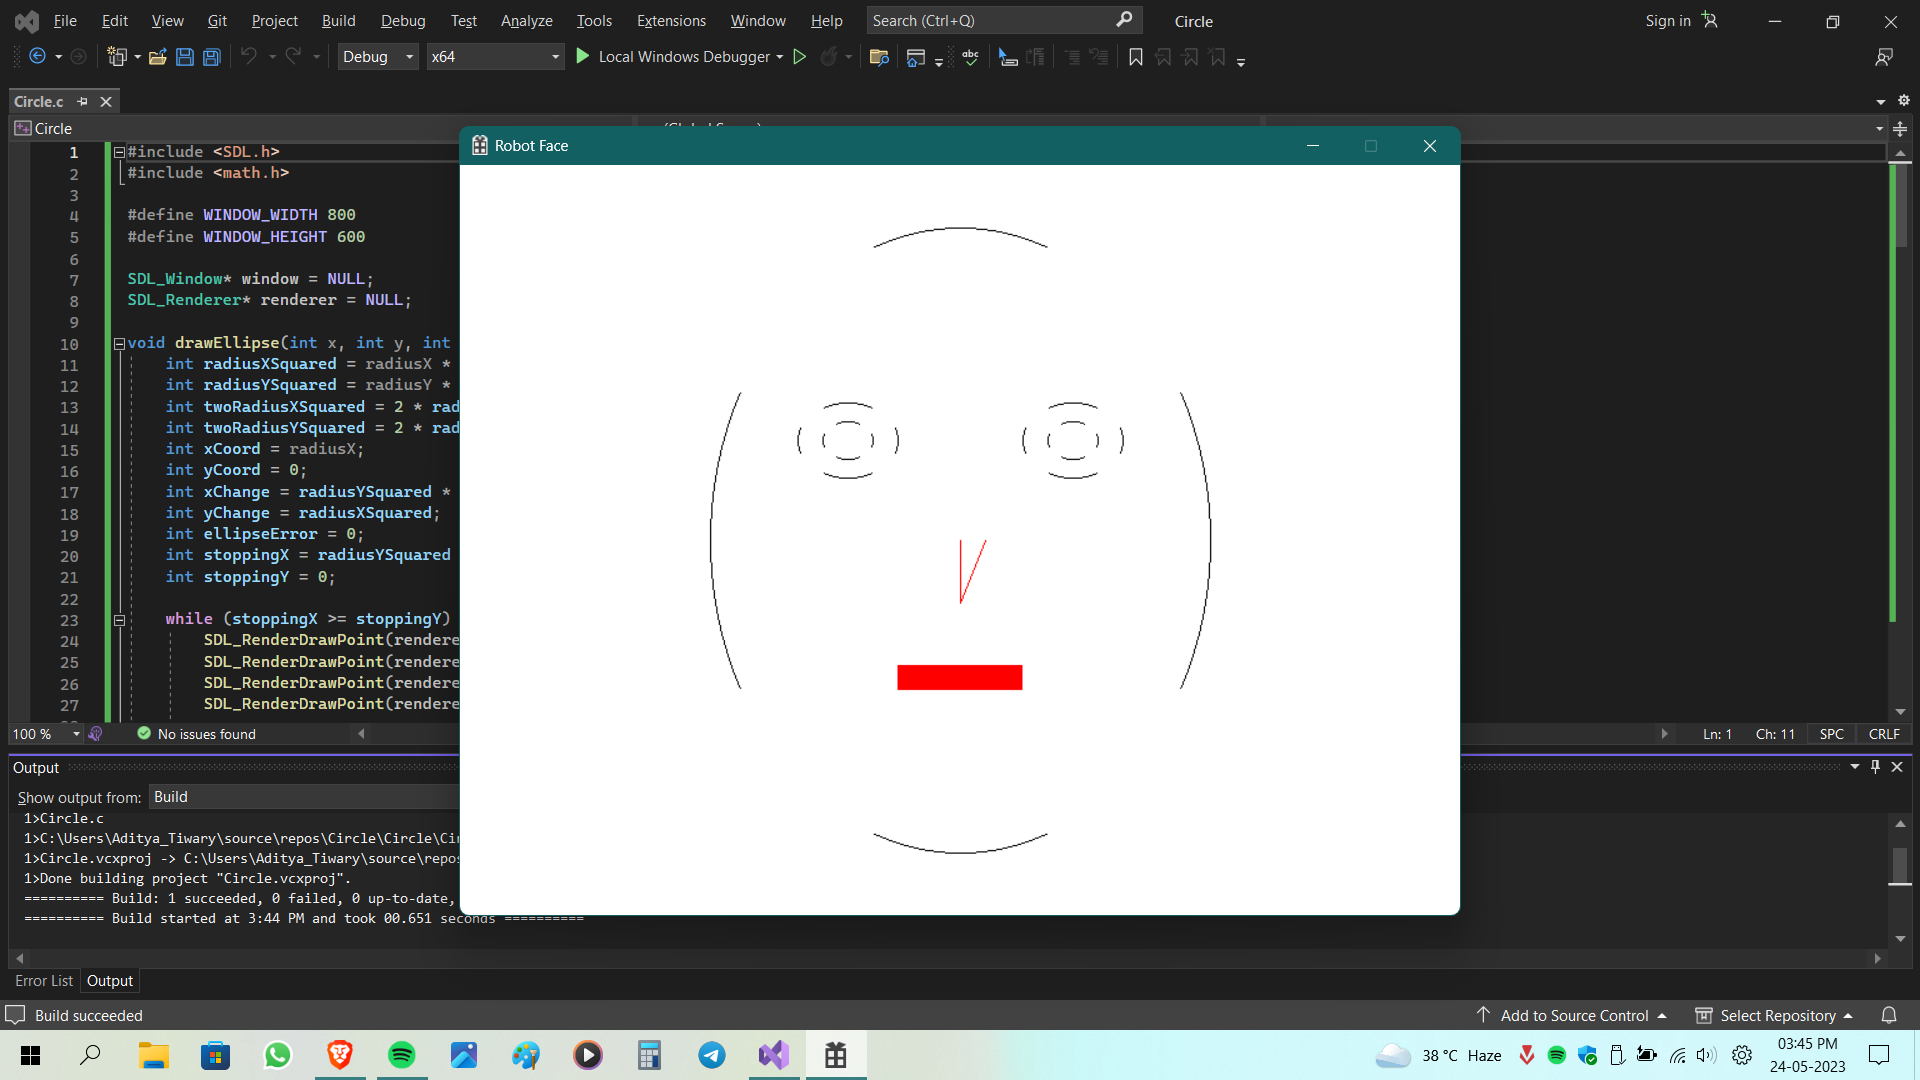 File Edit View Git Project Build Debug Test Analyze Tools Extensions Window Help Search (Ctrl+Q) Circle Sign in
Debug x64 Local Windows Debugger
Circle.c
Circle
Robot Face
1 #include <SDL.h>
2 #include <math.h>
3
4 #define WINDOW_WIDTH 800
5 #define WINDOW_HEIGHT 600
6
7 SDL_Window* window = NULL;
8 SDL_Renderer* renderer = NULL;
9
10 void drawEllipse(int x, int y, int
11 int radiusXSquared = radiusX *
12 int radiusYSquared = radiusY *
13 int twoRadiusXSquared = 2 * rad
14 int twoRadiusYSquared = 2 * rad
15 int xCoord = radiusX;
16 int yCoord = 0;
17 int xChange = radiusYSquared *
18 int yChange = radiusXSquared;
19 int ellipseError = 0;
20 int stoppingX = radiusYSquared
21 int stoppingY = 0;
22
23 while (stoppingX >= stoppingY)
24 SDL_RenderDrawPoint(rendere
25 SDL_RenderDrawPoint(rendere
26 SDL_RenderDrawPoint(rendere
27 SDL_RenderDrawPoint(rendere
100 % No issues found Ln: 1 Ch: 11 SPC CRLF
Output
Show output from: Build
1>Circle.c
1>C:\Users\Aditya_Tiwary\source\repos\Circle\Circle\Ci
1>Circle.vcxproj -> C:\Users\Aditya_Tiwary\source\repos
1>Done building project "Circle.vcxproj".
========== Build: 1 succeeded, 0 failed, 0 up-to-date,
========== Build started at 3:44 PM and took 00.651 seconds ==========
Error List Output
Build succeeded Add to Source Control Select Repository
38 °C Haze 03:45 PM
24-05-2023